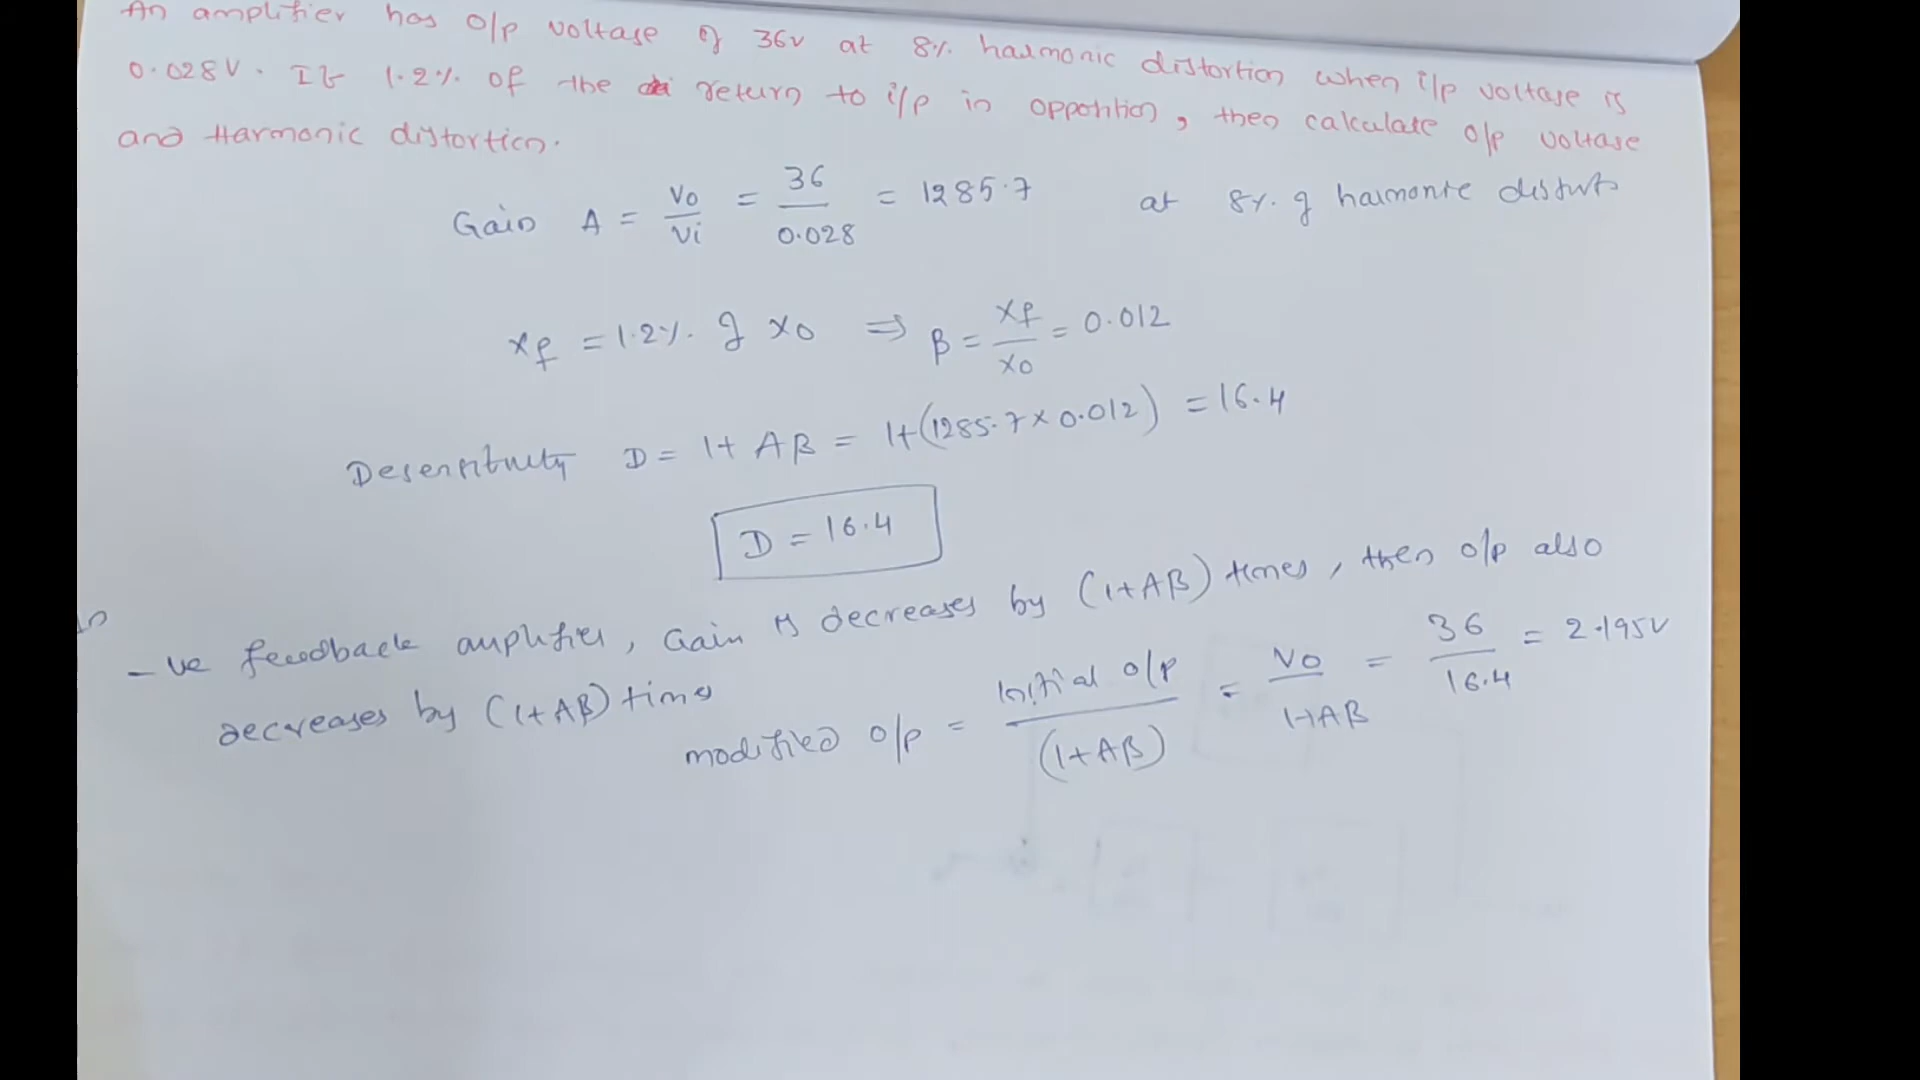 An amplifier has o/p voltage of 36v at 8% harmonic distortion when i/p voltage is
0.028V. If 1.2% of the return to i/p in opposition, then calculate o/p voltage
and Harmonic distortion.
Gain A = Vo/Vi = 36/0.028 = 1285.7 at 8% of harmonic distort
xf = 1.2% of xo ⇒ β = xf/xo = 0.012
Desensitivity D = 1+ Aβ = 1+(1285.7 × 0.012) = 16.4
D = 16.4
In
-ve feedback amplifier, Gain is decreases by (1+Aβ) times, then o/p also
decreases by (1+Aβ) times
modified o/p = Initial o/p/(1+Aβ) = Vo/1+Aβ = 36/16.4 = 2.195V